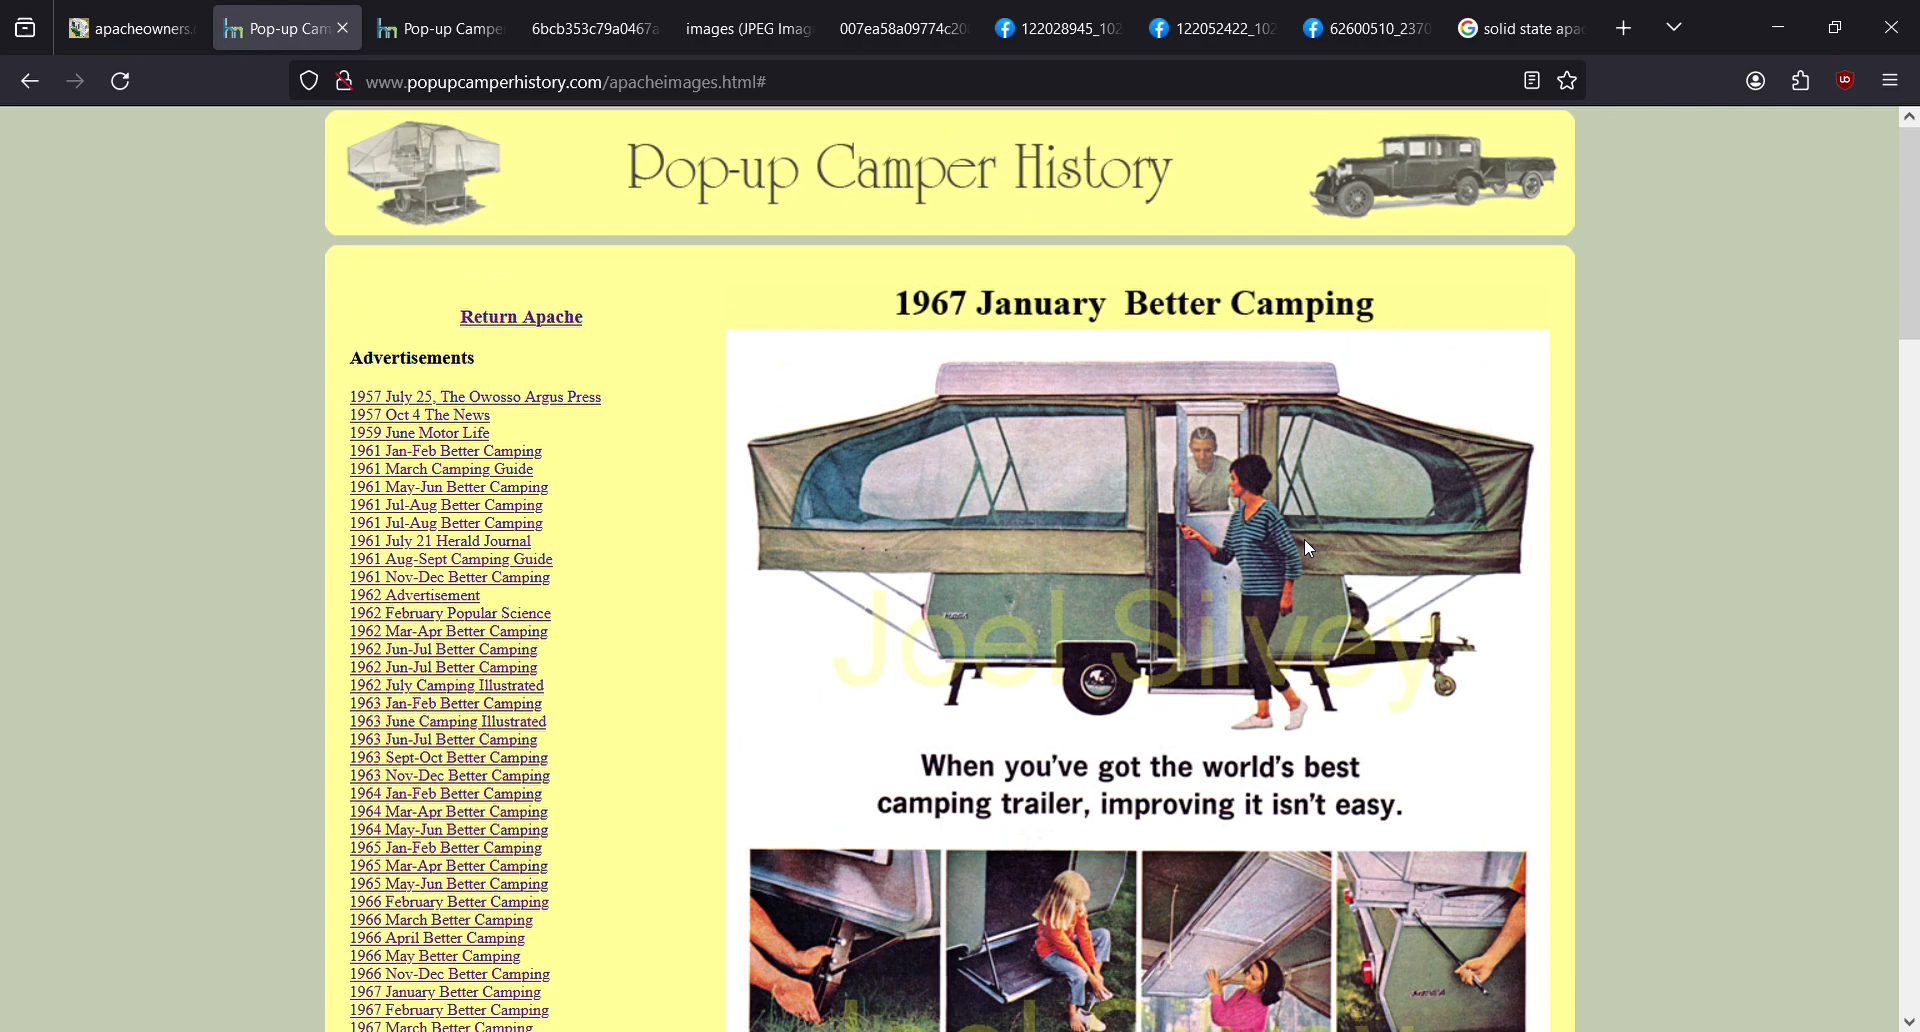 apacheowners.
Pop-up Cam
Pop-up Campe
6bcb353c79a0467a
images (JPEG Imag
007ea58a09774c20
122028945_102
122052422_102
62600510_2370
solid state apa
www.popupcamperhistory.com/apacheimages.html#
Pop-up Camper History
Return Apache
Advertisements
1957 July 25, The Owosso Argus Press
1957 Oct 4 The News
1959 June Motor Life
1961 Jan-Feb Better Camping
1961 March Camping Guide
1961 May-Jun Better Camping
1961 Jul-Aug Better Camping
1961 Jul-Aug Better Camping
1961 July 21 Herald Journal
1961 Aug-Sept Camping Guide
1961 Nov-Dec Better Camping
1962 Advertisement
1962 February Popular Science
1962 Mar-Apr Better Camping
1962 Jun-Jul Better Camping
1962 Jun-Jul Better Camping
1962 July Camping Illustrated
1963 Jan-Feb Better Camping
1963 June Camping Illustrated
1963 Jun-Jul Better Camping
1963 Sept-Oct Better Camping
1963 Nov-Dec Better Camping
1964 Jan-Feb Better Camping
1964 Mar-Apr Better Camping
1964 May-Jun Better Camping
1965 Jan-Feb Better Camping
1965 Mar-Apr Better Camping
1965 May-Jun Better Camping
1966 February Better Camping
1966 March Better Camping
1966 April Better Camping
1966 May Better Camping
1966 Nov-Dec Better Camping
1967 January Better Camping
1967 February Better Camping
1967 March Better Camping
1967 January Better Camping
Joel Silvey
When you've got the world's best
camping trailer, improving it isn't easy.
MESA